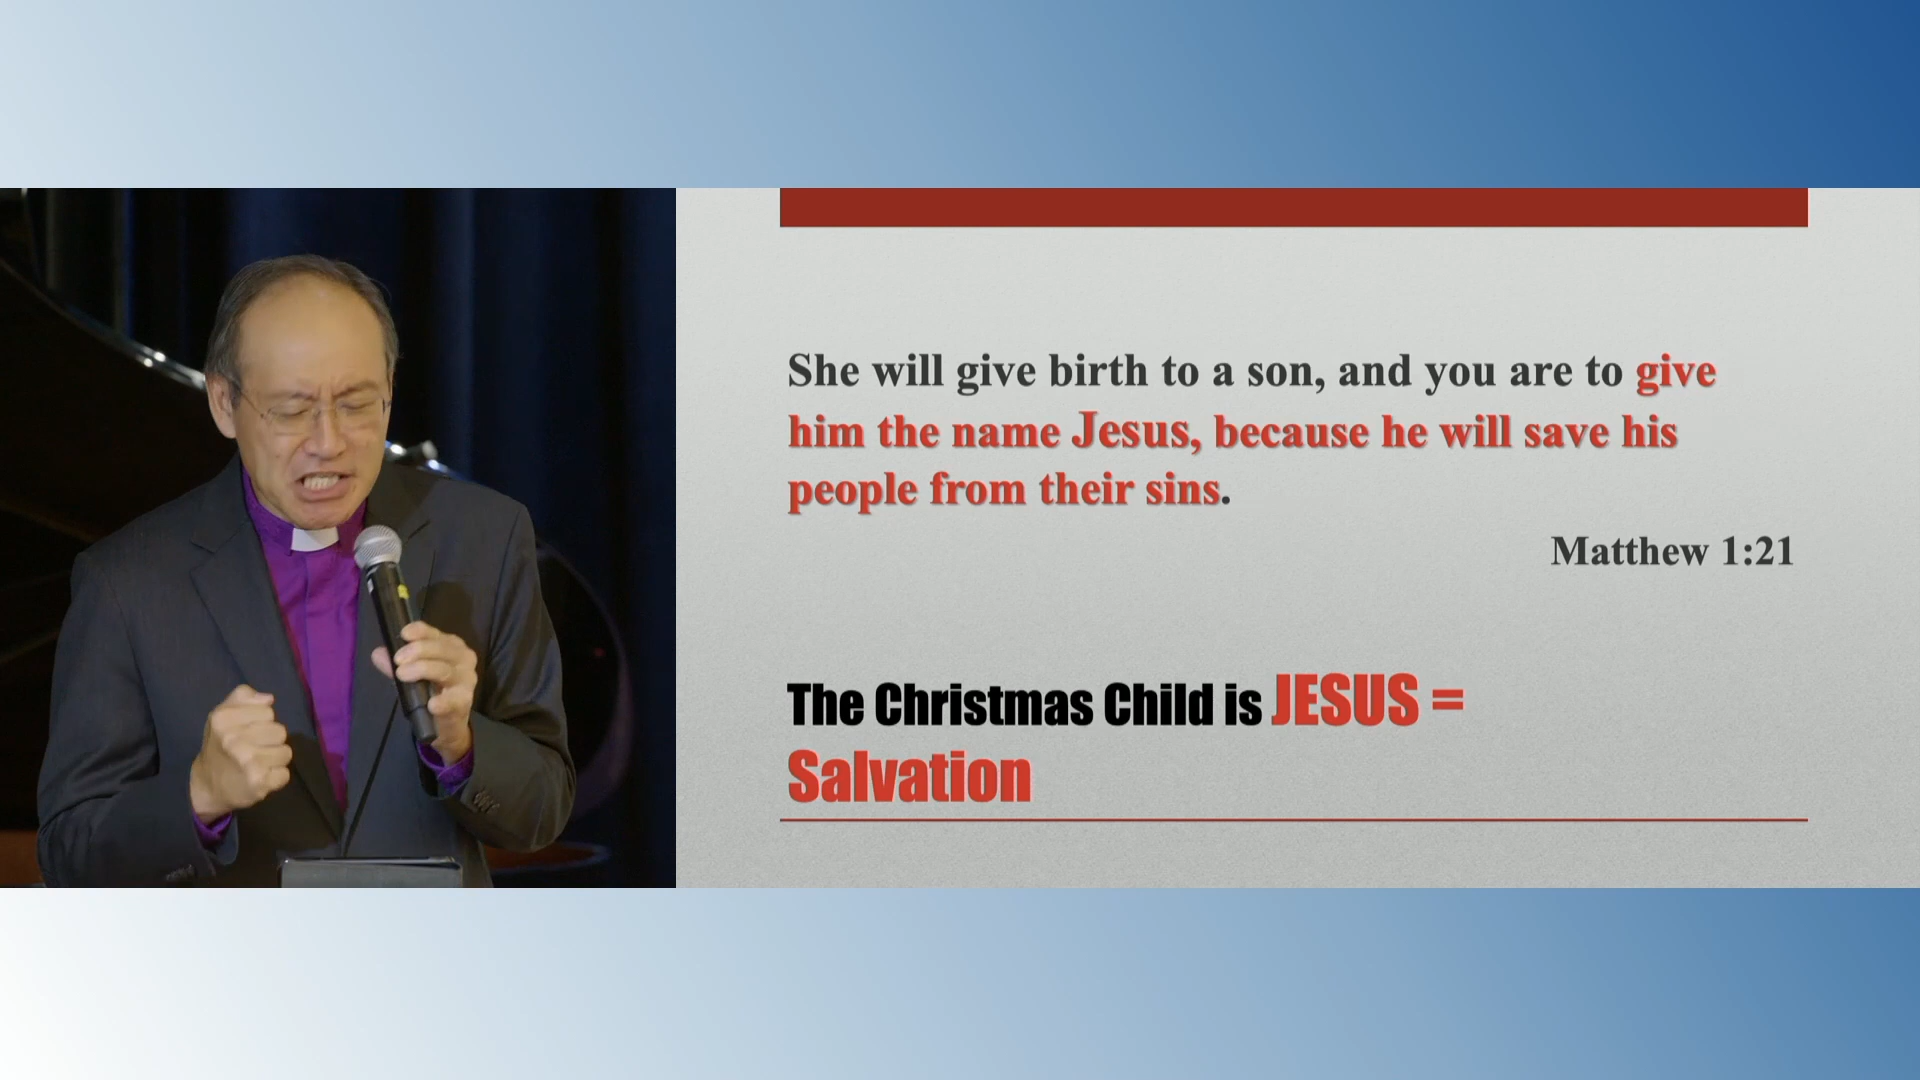 She will give birth to a son, and you are to give
him the name Jesus, because he will save his
people from their sins.
Matthew 1:21
The Christmas Child is JESUS =
Salvation